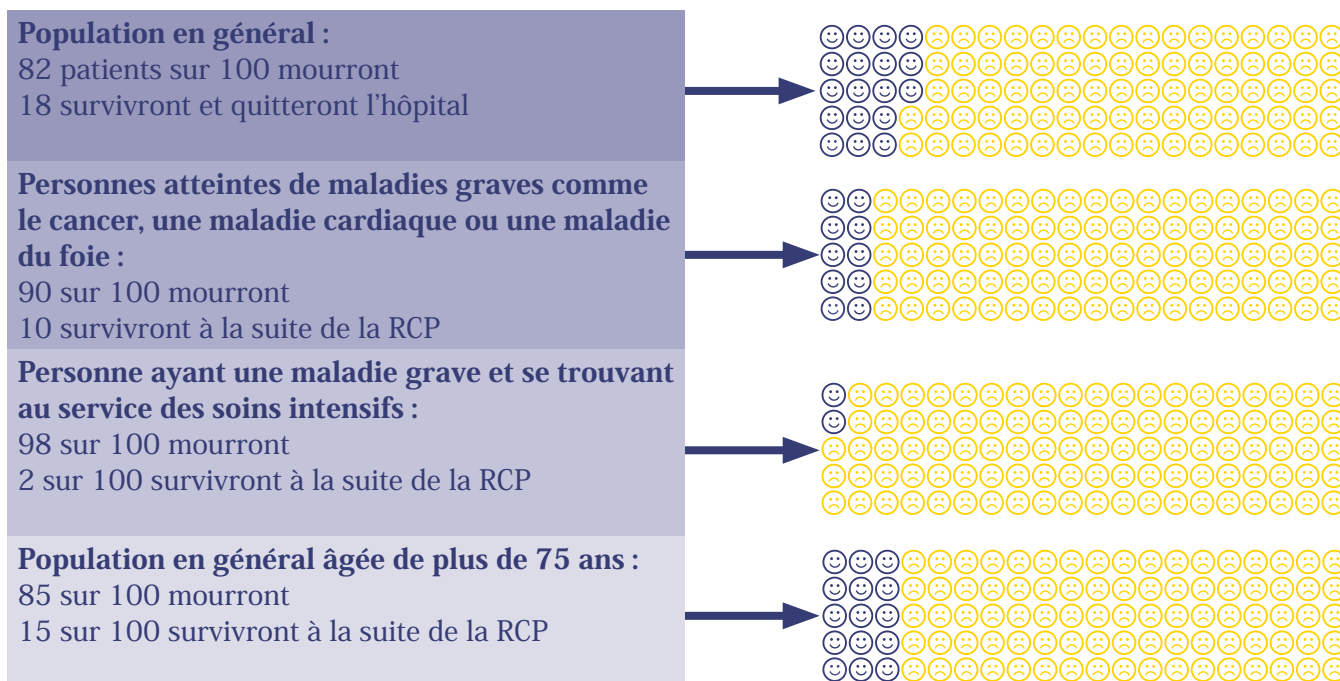 Population en général :
82 patients sur 100 mourront
18 survivront et quitteront l’hôpital
Personnes atteintes de maladies graves comme
le cancer, une maladie cardiaque ou une maladie
du foie :
90 sur 100 mourront
10 survivront à la suite de la RCP
Personne ayant une maladie grave et se trouvant
au service des soins intensifs :
98 sur 100 mourront
2 sur 100 survivront à la suite de la RCP
Population en général âgée de plus de 75 ans :
85 sur 100 mourront
15 sur 100 survivront à la suite de la RCP